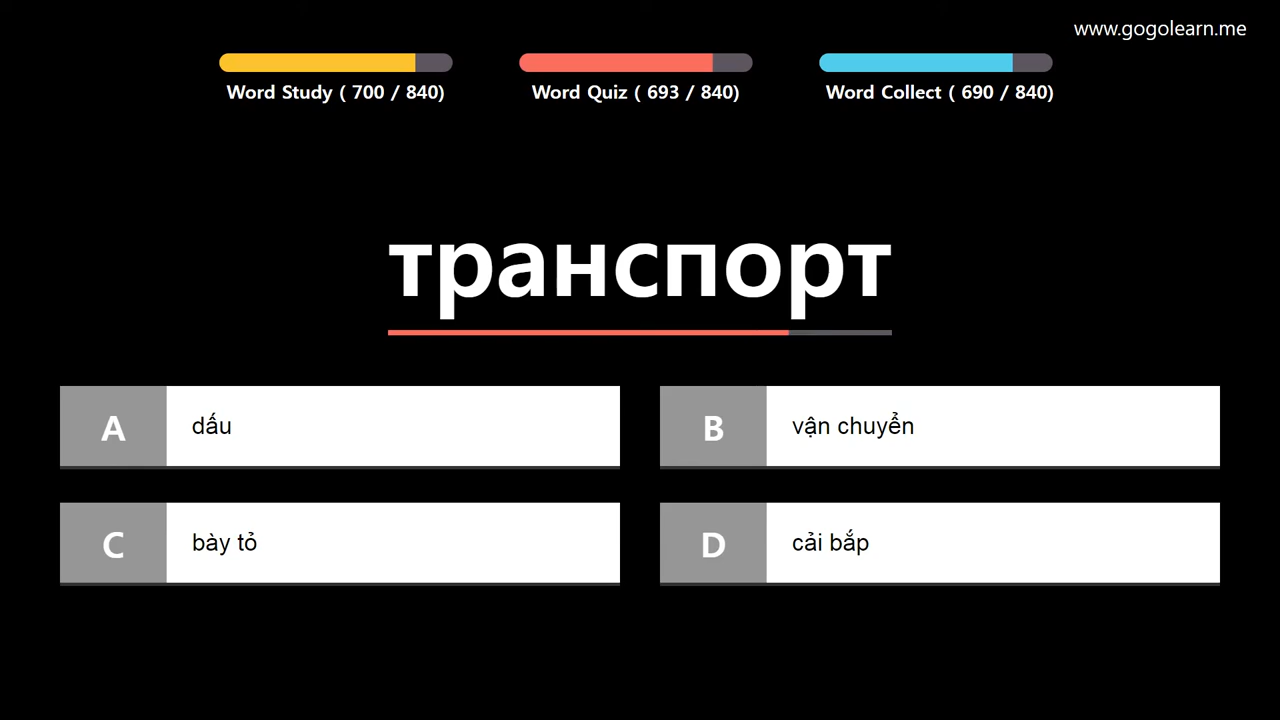 www.gogolearn.me
Word Study ( 700 / 840)
Word Quiz ( 693 / 840)
Word Collect ( 690 / 840)
транспорт
A dấu
B vận chuyển
C bày tỏ
D cải bắp